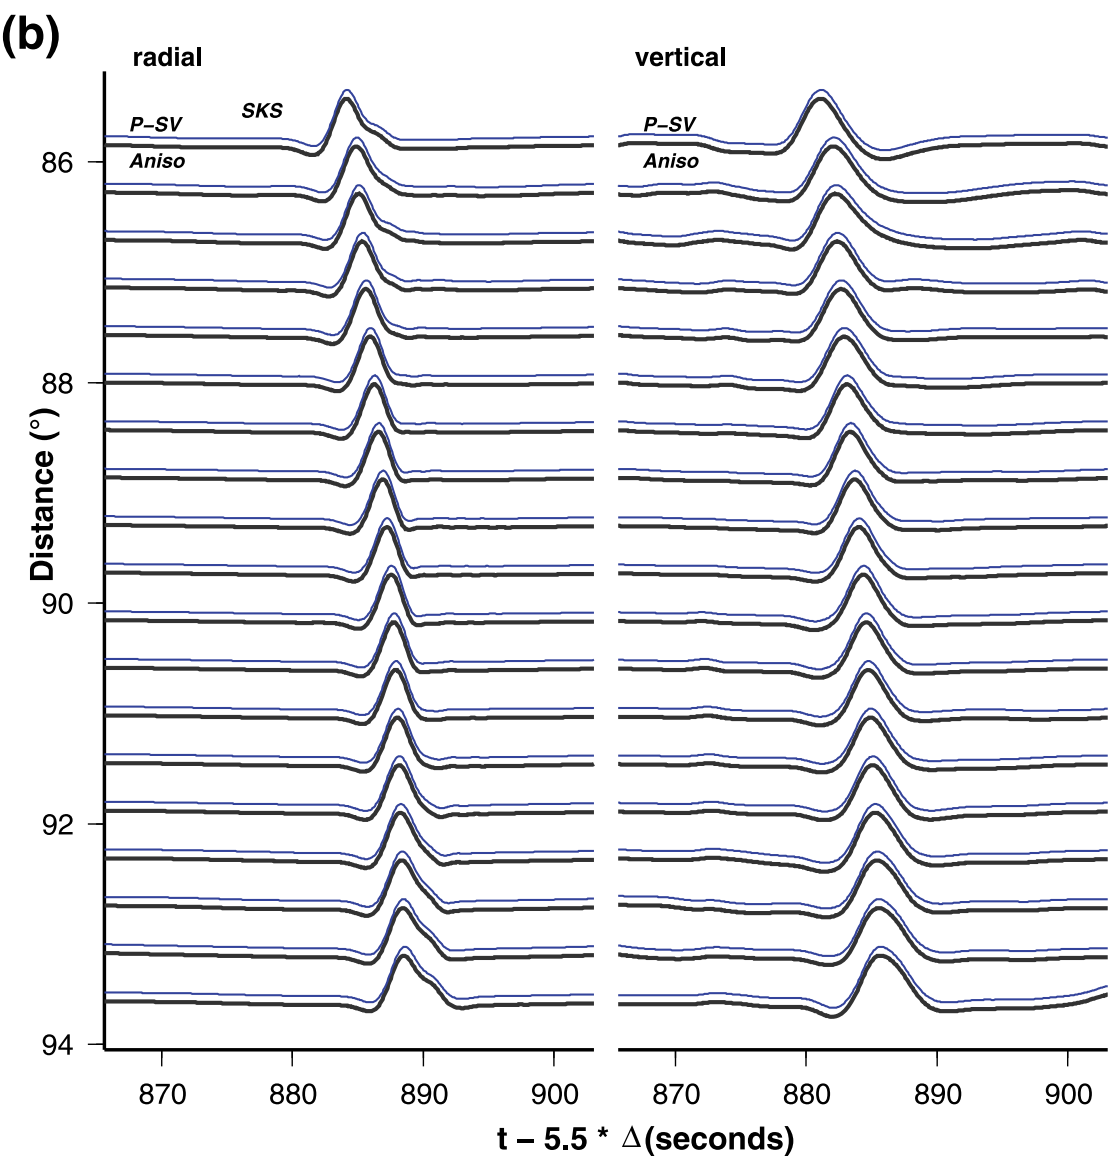 (b)
radial
vertical
SKS
P–SV
P–SV
Aniso
Aniso
86
88
90
92
94
Distance (°)
870 880 890 900 870 880 890 900
t – 5.5 * Δ(seconds)